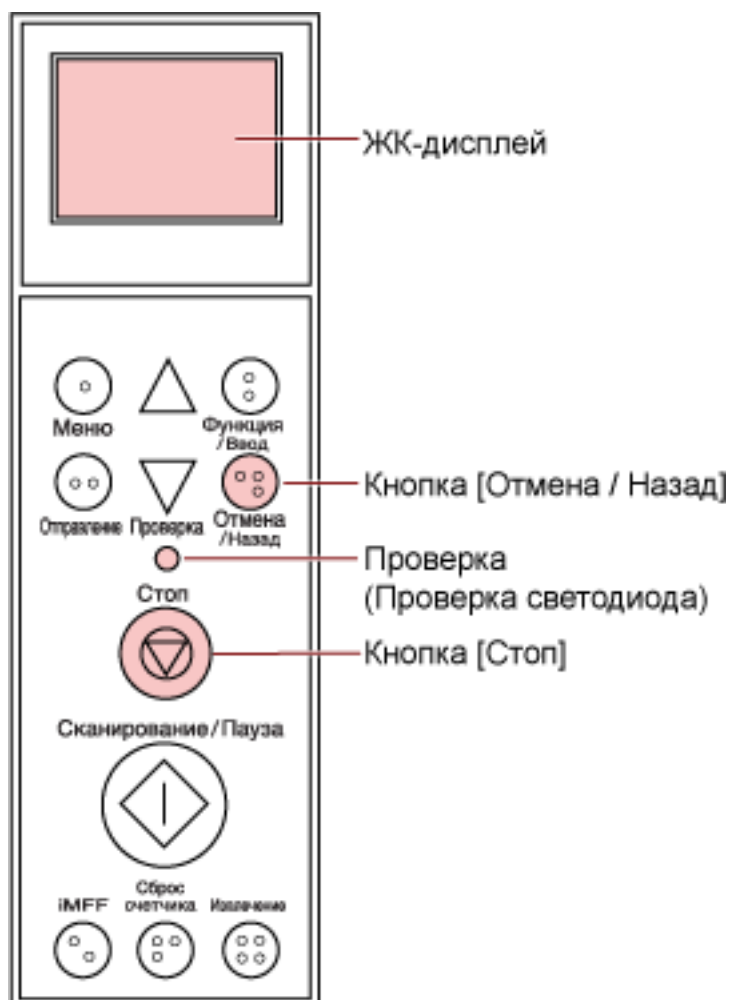 ЖК-дисплей
Меню
Функция
/Ввод
Отправление
Проверка
Отмена
/Назад
Кнопка [Отмена / Назад]
Проверка
(Проверка светодиода)
Стоп
Кнопка [Стоп]
Сканирование/Пауза
iMFF
Сброс
счетчика
Извлечение